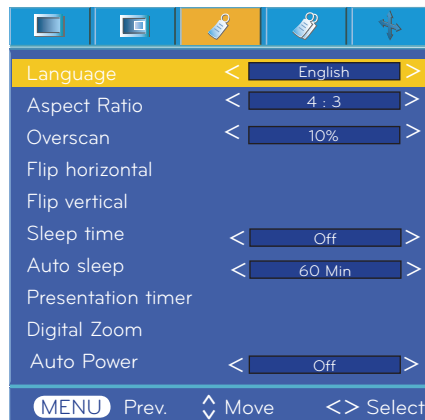 Language < English >
Aspect Ratio < 4 : 3 >
Overscan < 10% >
Flip horizontal
Flip vertical
Sleep time < Off >
Auto sleep < 60 Min >
Presentation timer
Digital Zoom
Auto Power < Off >
MENU Prev. Move <> Select